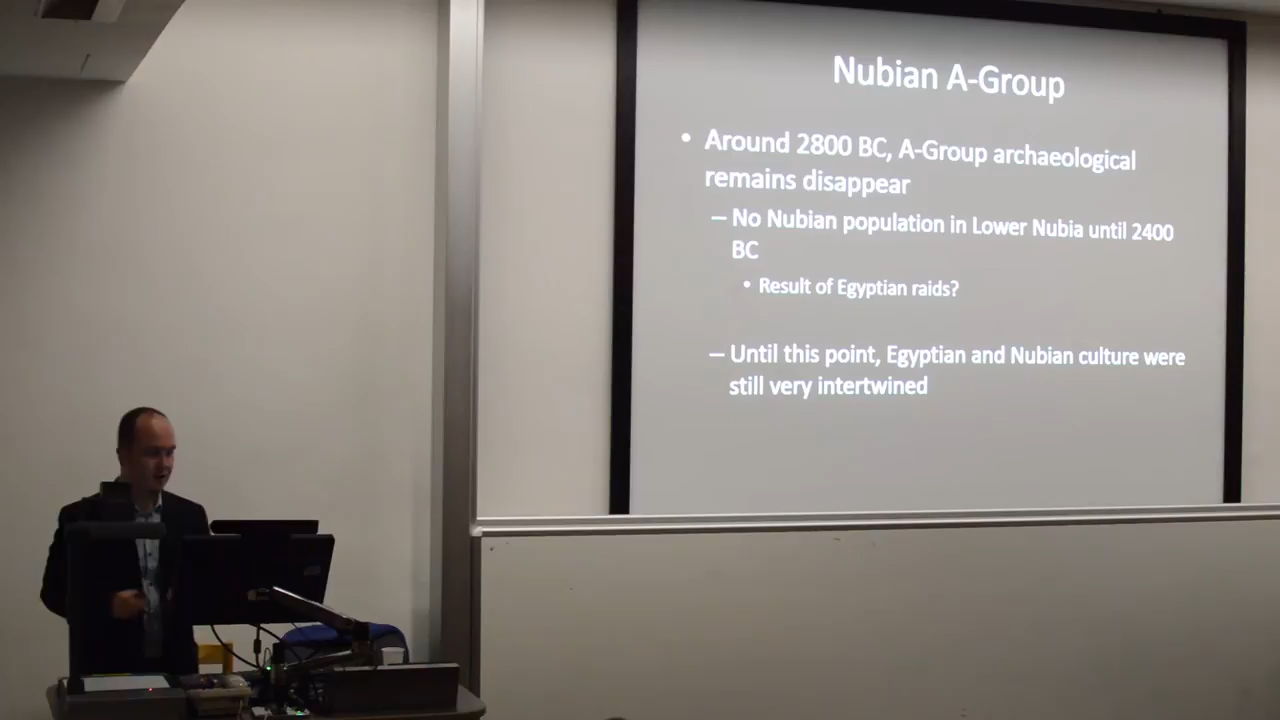 Nubian A-Group
• Around 2800 BC, A-Group archaeological
remains disappear
– No Nubian population in Lower Nubia until 2400
BC
• Result of Egyptian raids?
– Until this point, Egyptian and Nubian culture were
still very intertwined